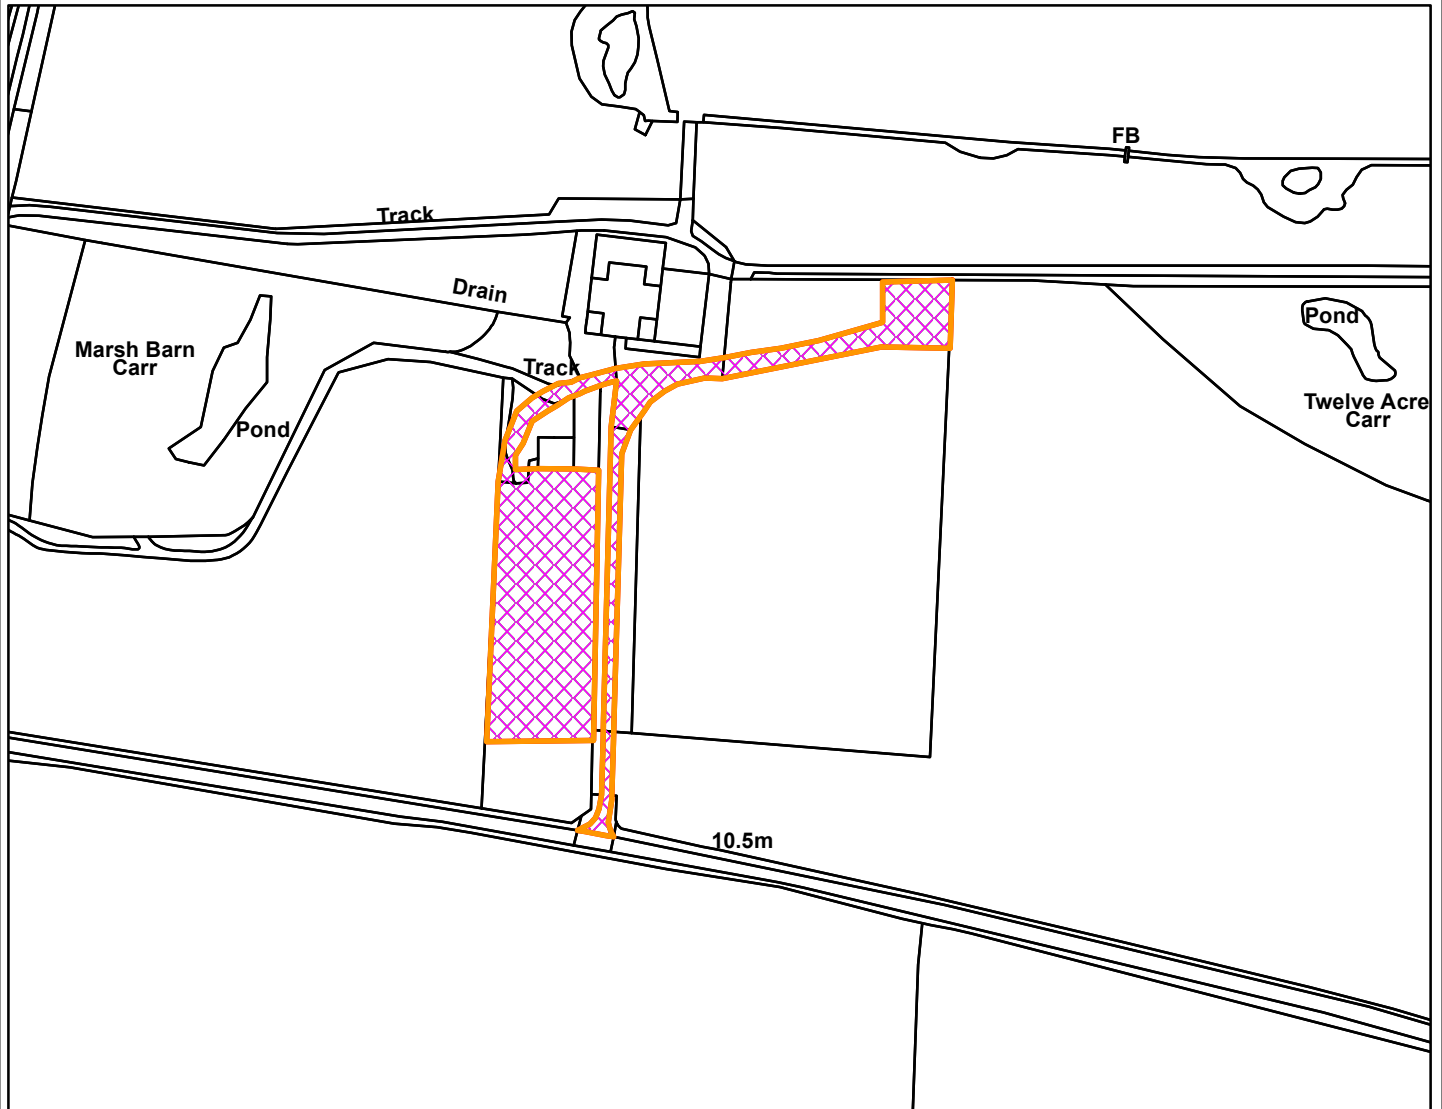 FB
Track
Drain
Pond
Marsh Barn
Carr
Track
Twelve Acre
Carr
Pond
10.5m